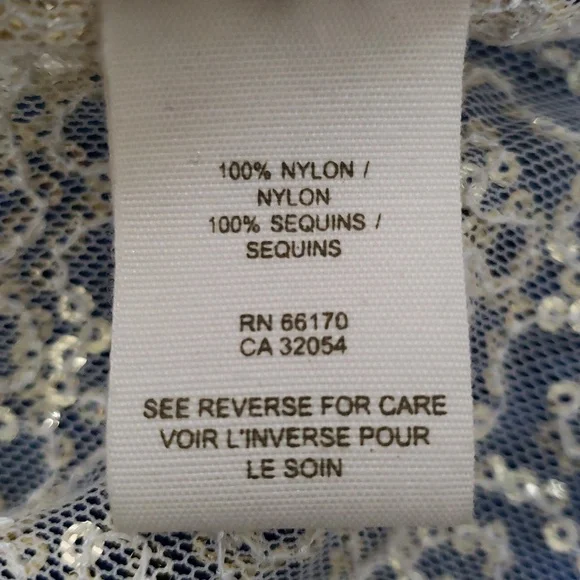 100% NYLON /
NYLON
100% SEQUINS /
SEQUINS
RN 66170
CA 32054
SEE REVERSE FOR CARE
VOIR L'INVERSE POUR
LE SOIN